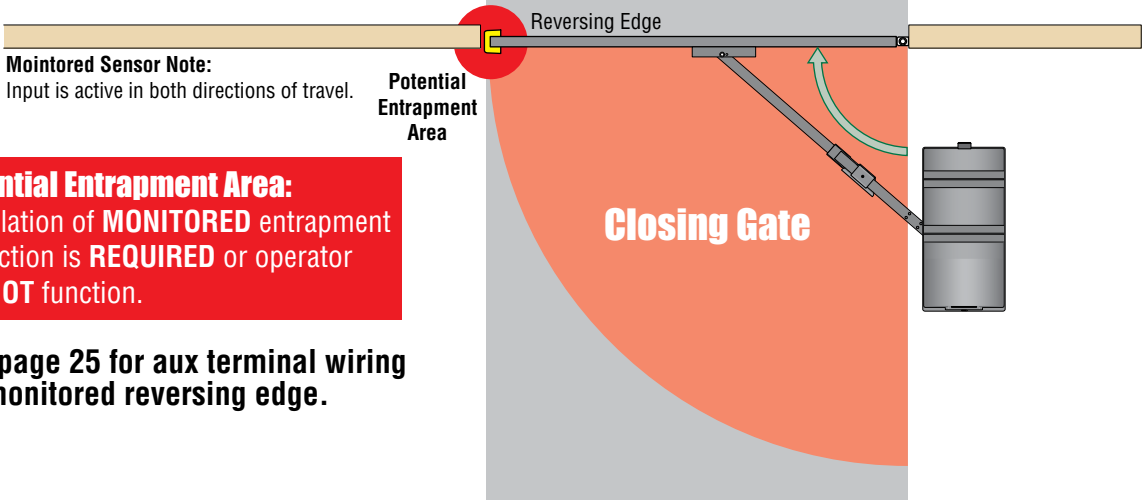 Reversing Edge
Mointored Sensor Note:
Input is active in both directions of travel.
Potential
Entrapment
Area
ntial Entrapment Area:
lation of MONITORED entrapment
ction is REQUIRED or operator
OT function.
Closing Gate
page 25 for aux terminal wiring
monitored reversing edge.